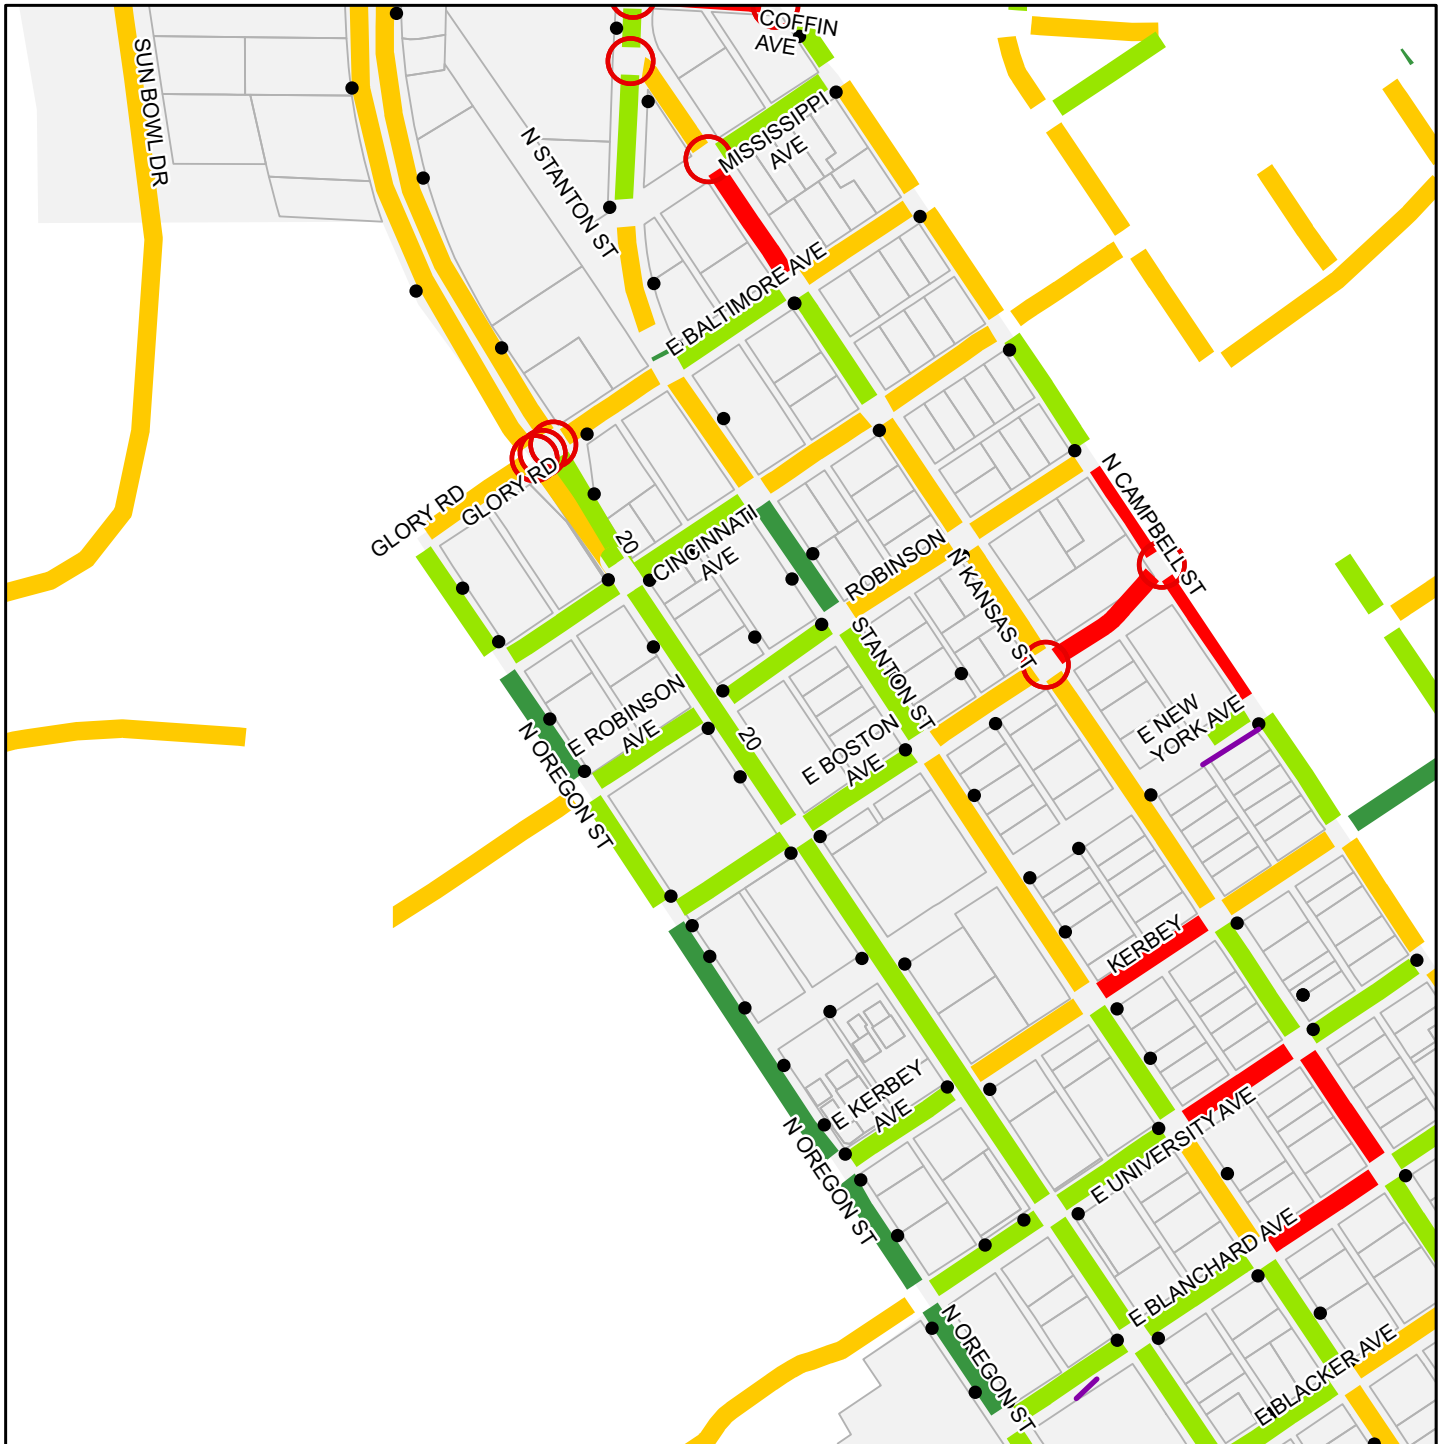 COFFIN
AVE
SUN BOWL DR
MISSISSIPPI
AVE
N STANTON ST
E BALTIMORE AVE
GLORY RD
GLORY RD
20
CINCINNATI
AVE
N CAMPBELL ST
ROBINSON
N KANSAS ST
STANTON ST
E ROBINSON
AVE
N OREGON ST
20
E BOSTON
AVE
E NEW
YORK AVE
KERBEY
E KERBEY
AVE
N OREGON ST
E UNIVERSITY AVE
E BLANCHARD AVE
N OREGON ST
E BLACKER AVE